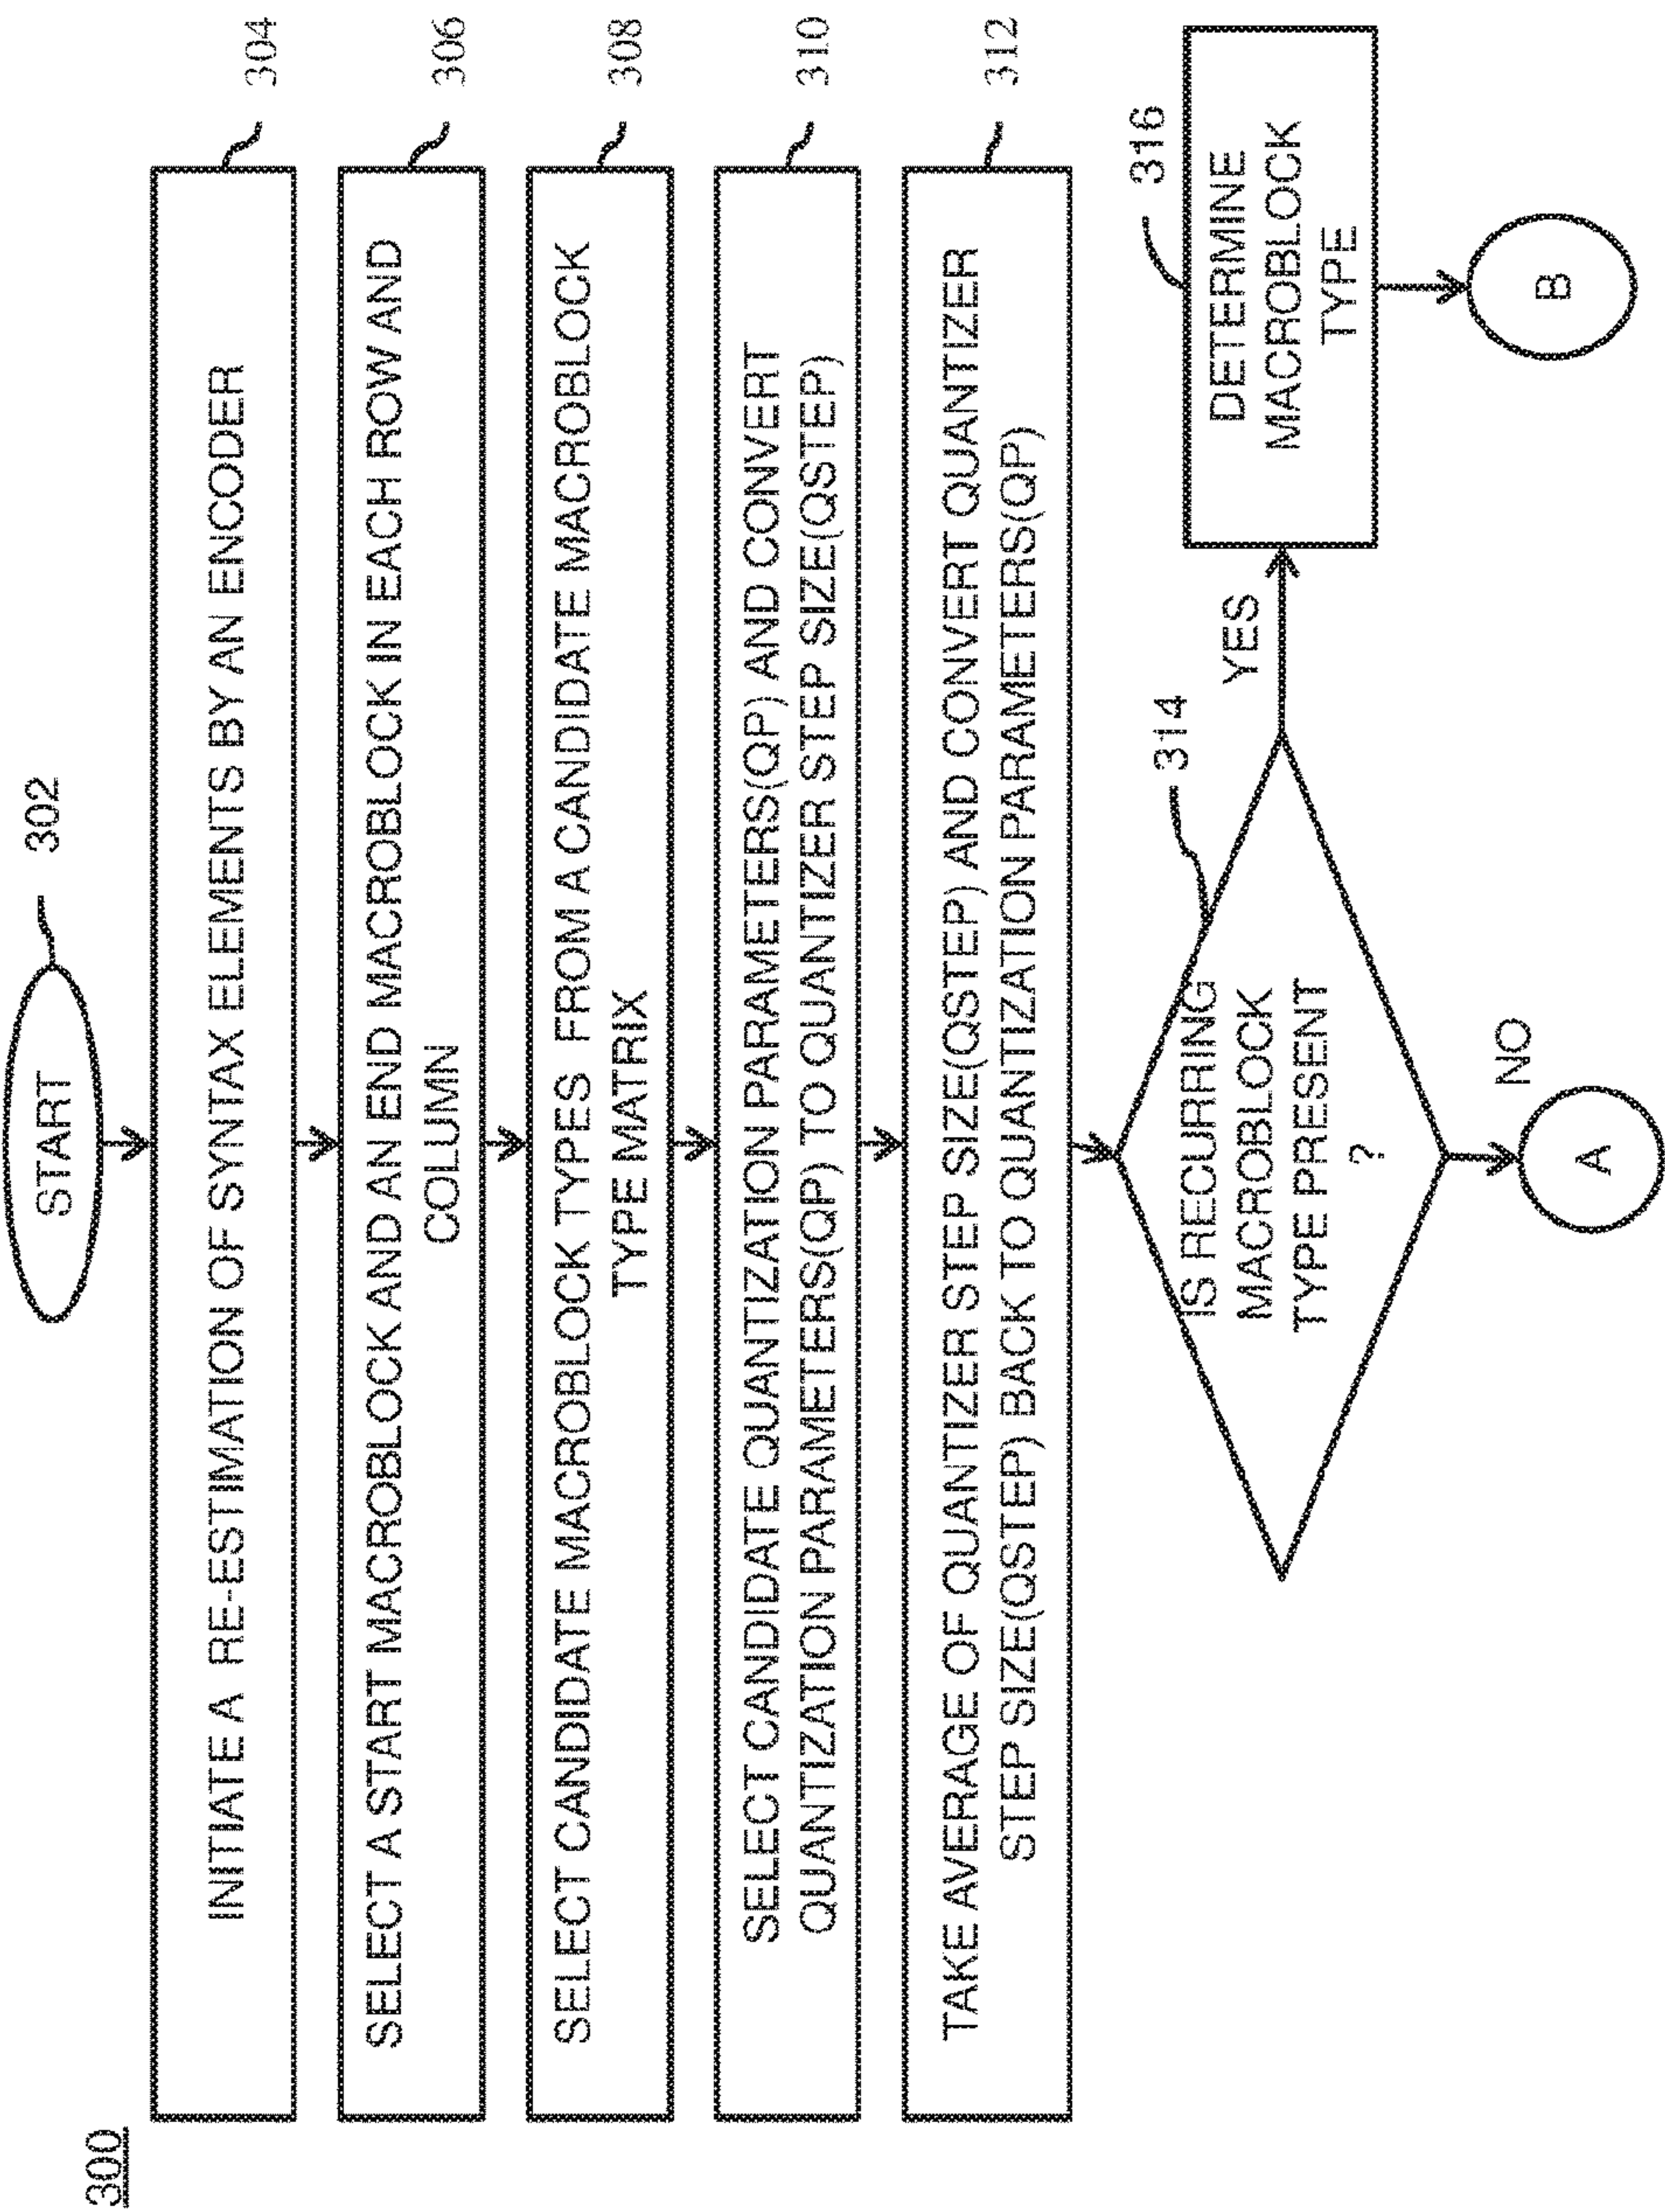 300
START
302
INITIATE A RE-ESTIMATION OF SYNTAX ELEMENTS BY AN ENCODER
304
SELECT A START MACROBLOCK AND AN END MACROBLOCK IN EACH ROW AND
COLUMN
306
SELECT CANDIDATE MACROBLOCK TYPES FROM A CANDIDATE MACROBLOCK
TYPE MATRIX
308
SELECT CANDIDATE QUANTIZATION PARAMETERS(QP) AND CONVERT
QUANTIZATION PARAMETERS(QP) TO QUANTIZER STEP SIZE(QSTEP)
310
TAKE AVERAGE OF QUANTIZER STEP SIZE(QSTEP) AND CONVERT QUANTIZER
STEP SIZE(QSTEP) BACK TO QUANTIZATION PARAMETERS(QP)
312
IS RECURRING
MACROBLOCK
TYPE PRESENT
?
314
YES
DETERMINE
MACROBLOCK
TYPE
316
NO
A
B